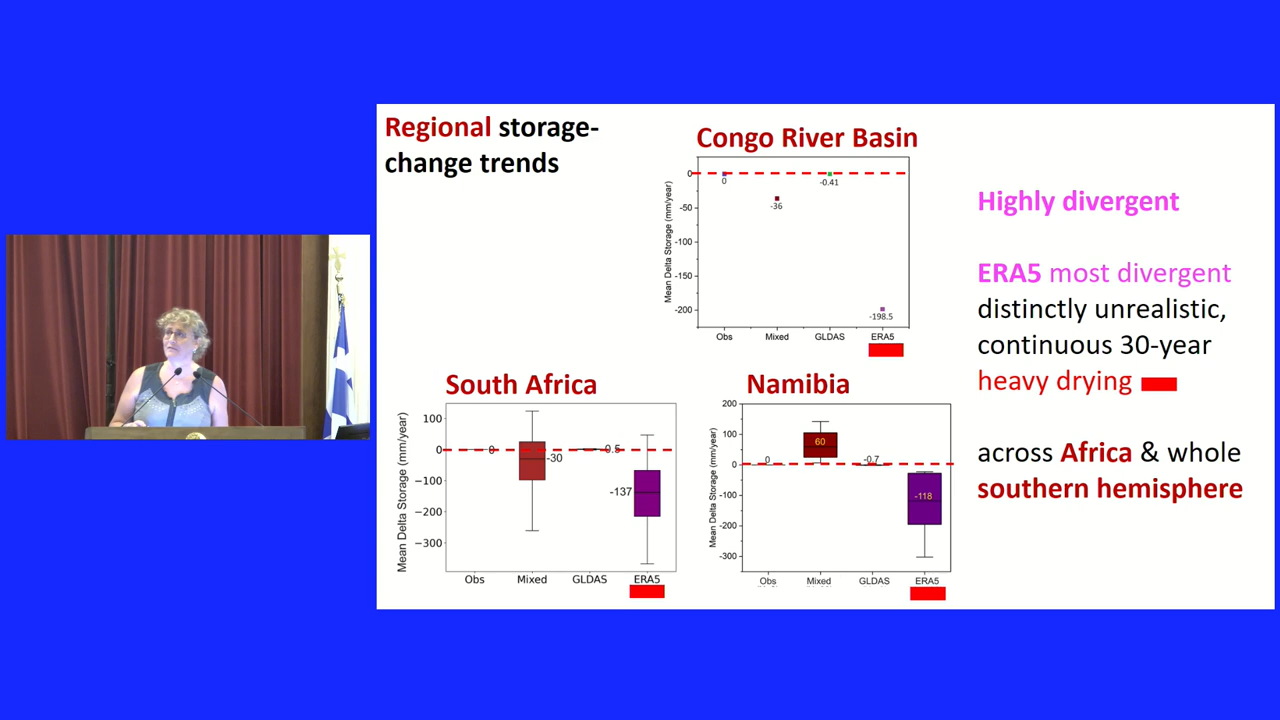 Regional storage-
change trends
Congo River Basin
Mean Delta Storage (mm/year)
0
-50
-100
-150
-200
0
-36
-0.41
-198.5
Obs
Mixed
GLDAS
ERA5
Highly divergent
ERA5 most divergent
distinctly unrealistic,
continuous 30-year
heavy drying
across Africa & whole
southern hemisphere
South Africa
Mean Delta Storage (mm/year)
100
0
−100
−200
−300
0
-30
-0.5
-137
Obs
Mixed
GLDAS
ERA5
Namibia
Mean Delta Storage (mm/year)
200
100
0
-100
-200
-300
0
60
-0.7
-118
Obs
Mixed
GLDAS
ERA5